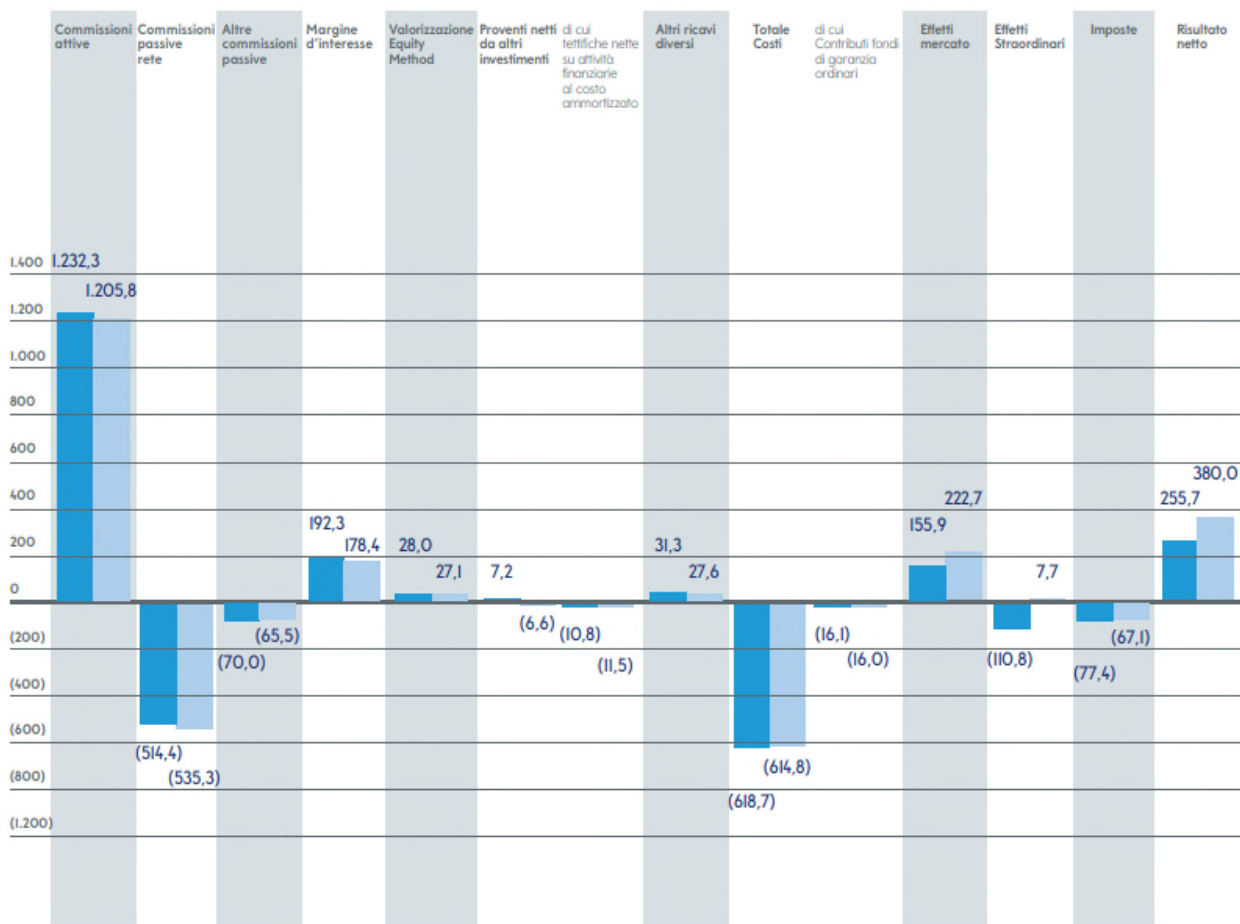 Commissioni
attive
Commissioni
passive
rete
Altre
commissioni
passive
Margine
d'interesse
Valorizzazione
Equity
Method
Proventi netti
da altri
investimenti
di cui
tettifiche nette
su attività
finanziarie
al costo
ammortizzato
Altri ricavi
diversi
Totale
Costi
di cui
Contributi fondi
di garanzia
ordinari
Effetti
mercato
Effetti
Straordinari
Imposte
Risultato
netto
1.400
1.200
1.000
800
600
400
200
0
(200)
(400)
(600)
(800)
(1.200)
1.232,3
1.205,8
(514,4)
(535,3)
(70,0)
(65,5)
192,3
178,4
28,0
27,1
7,2
(6,6)
(10,8)
(11,5)
31,3
27,6
(618,7)
(614,8)
(16,1)
(16,0)
155,9
222,7
(110,8)
7,7
(77,4)
(67,1)
255,7
380,0